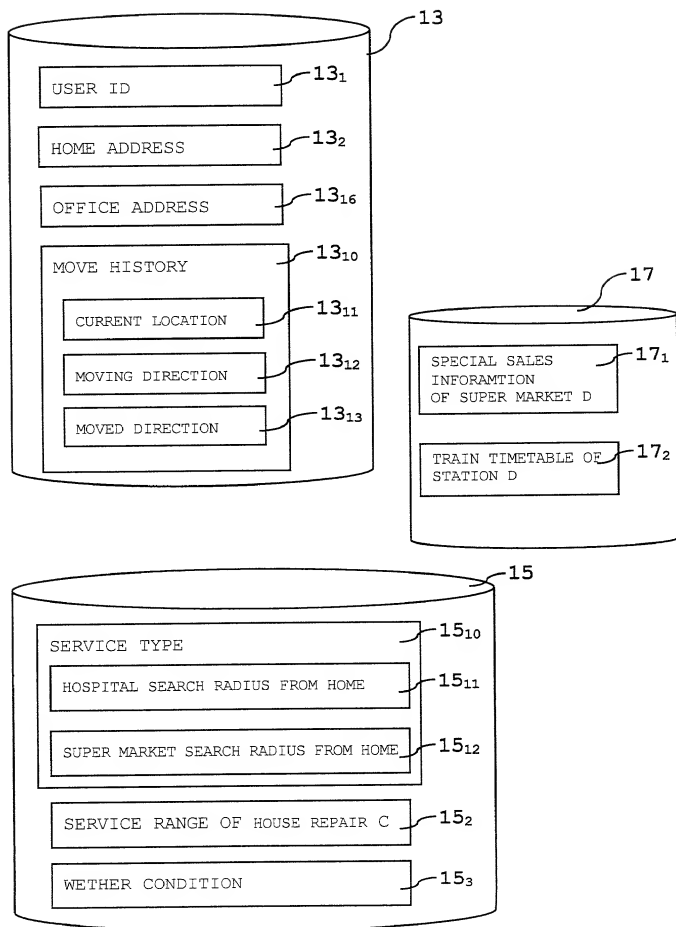 13
USER ID
13₁
HOME ADDRESS
13₂
OFFICE ADDRESS
13₁₆
MOVE HISTORY
13₁₀
CURRENT LOCATION
13₁₁
MOVING DIRECTION
13₁₂
MOVED DIRECTION
13₁₃
17
SPECIAL SALES
INFORAMTION
OF SUPER MARKET D
17₁
TRAIN TIMETABLE OF
STATION D
17₂
15
SERVICE TYPE
15₁₀
HOSPITAL SEARCH RADIUS FROM HOME
15₁₁
SUPER MARKET SEARCH RADIUS FROM HOME
15₁₂
SERVICE RANGE OF HOUSE REPAIR C
15₂
WETHER CONDITION
15₃